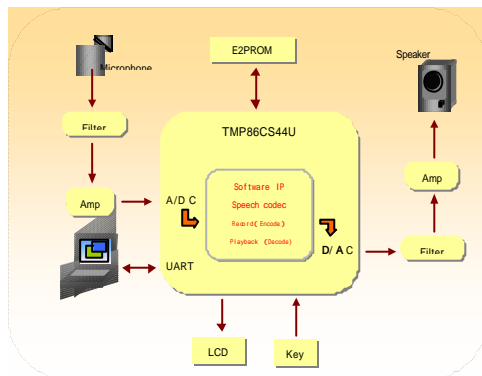 E2PROM
Speaker
Microphone
Filter
TMP86CS44U
Amp
Amp
A/D C
Software IP
Speech codec
Record(Encode)
Playback (Decode)
D/ A C
Filter
UART
LCD
Key